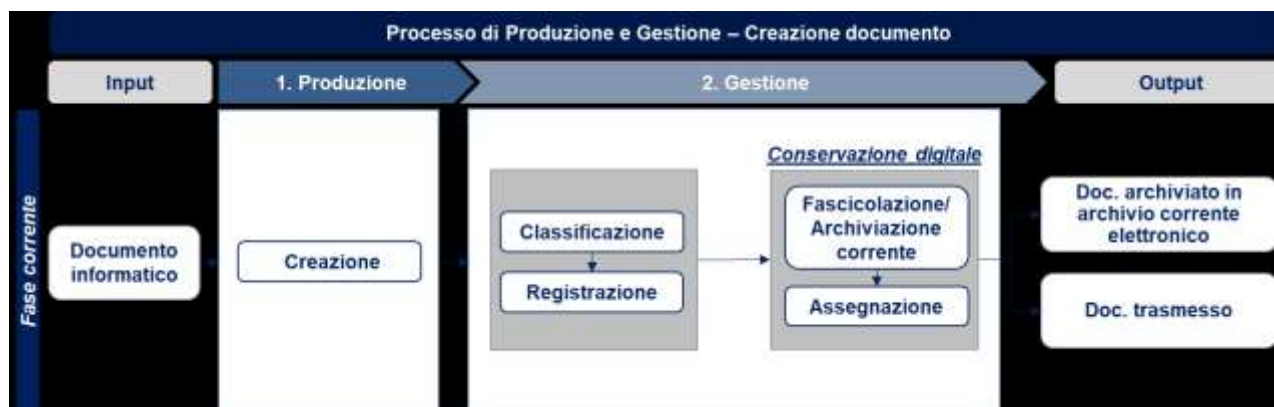 Processo di Produzione e Gestione – Creazione documento
Input
1. Produzione
2. Gestione
Output
Fase corrente
Documento
informatico
Creazione
Classificazione
Registrazione
Conservazione digitale
Fascicolazione/
Archiviazione
corrente
Assegnazione
Doc. archiviato in
archivio corrente
elettronico
Doc. trasmesso